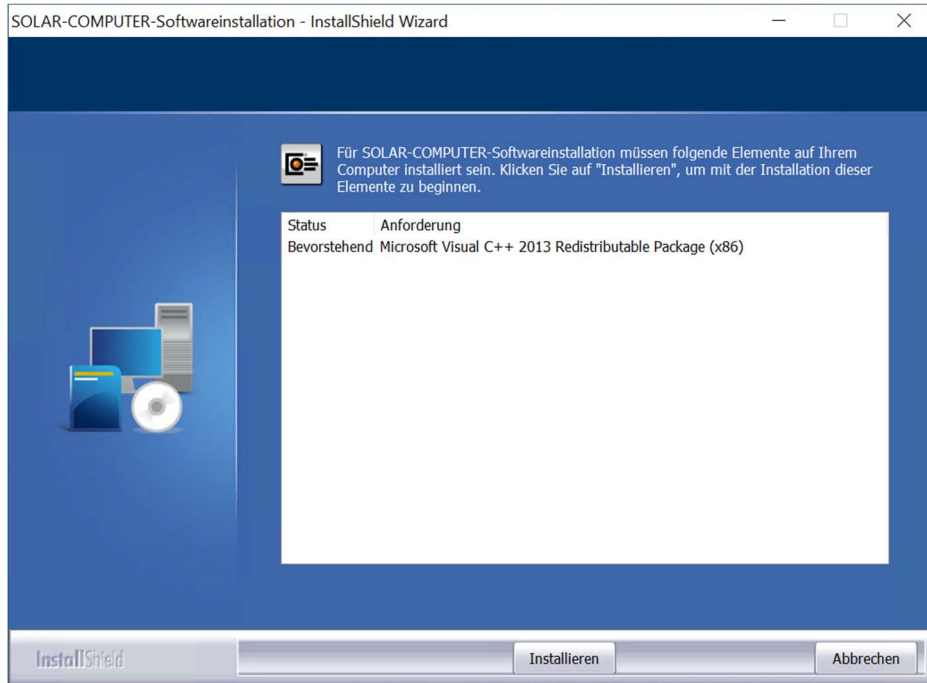 SOLAR-COMPUTER-Softwareinstallation - InstallShield Wizard
Für SOLAR-COMPUTER-Softwareinstallation müssen folgende Elemente auf Ihrem
Computer installiert sein. Klicken Sie auf "Installieren", um mit der Installation dieser
Elemente zu beginnen.
Status Anforderung
Bevorstehend Microsoft Visual C++ 2013 Redistributable Package (x86)
InstallShield
Installieren
Abbrechen